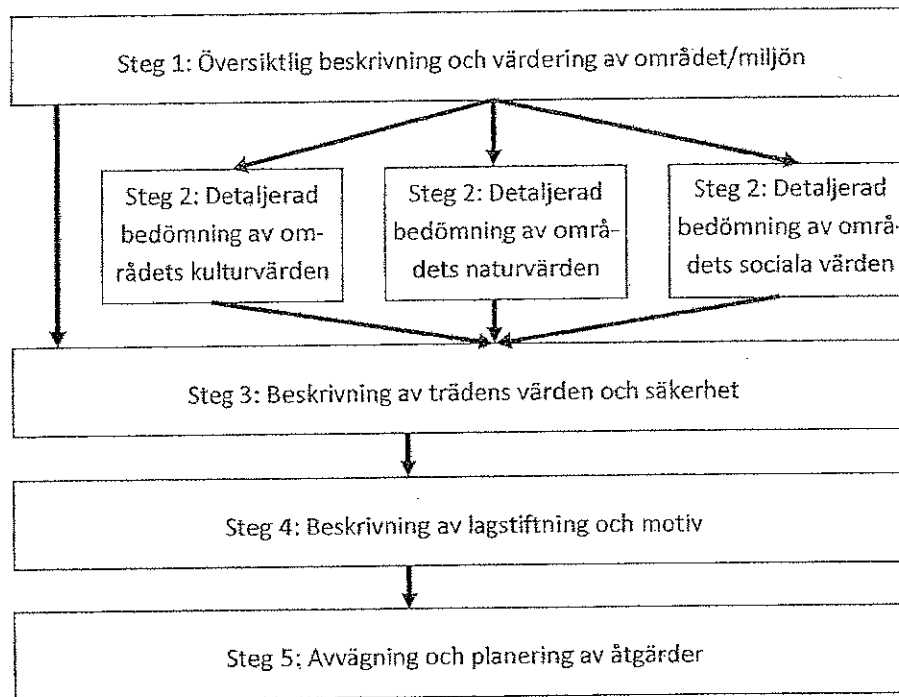 Steg 1: Översiktlig beskrivning och värdering av området/miljön
Steg 2: Detaljerad
bedömning av om-
rådets kulturvärden
Steg 2: Detaljerad
bedömning av områ-
dets naturvärden
Steg 2: Detaljerad
bedömning av områ-
dets sociala värden
Steg 3: Beskrivning av trädens värden och säkerhet
Steg 4: Beskrivning av lagstiftning och motiv
Steg 5: Avvägning och planering av åtgärder